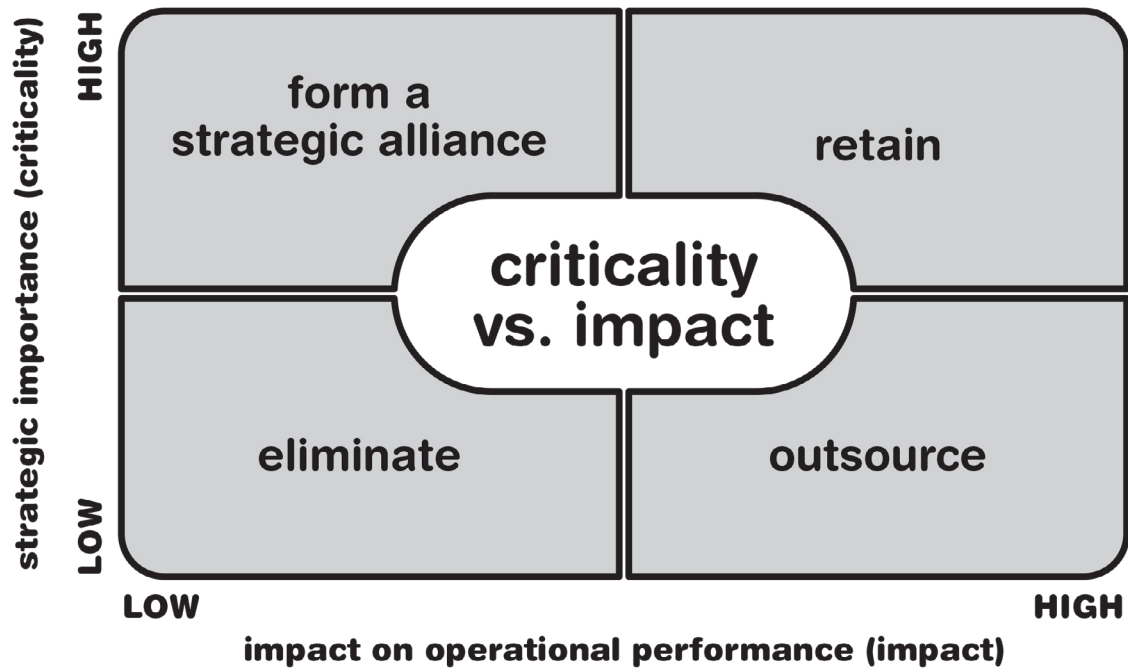 strategic importance (criticality)
HIGH
LOW
form a
strategic alliance
retain
criticality
vs. impact
eliminate
outsource
LOW
HIGH
impact on operational performance (impact)